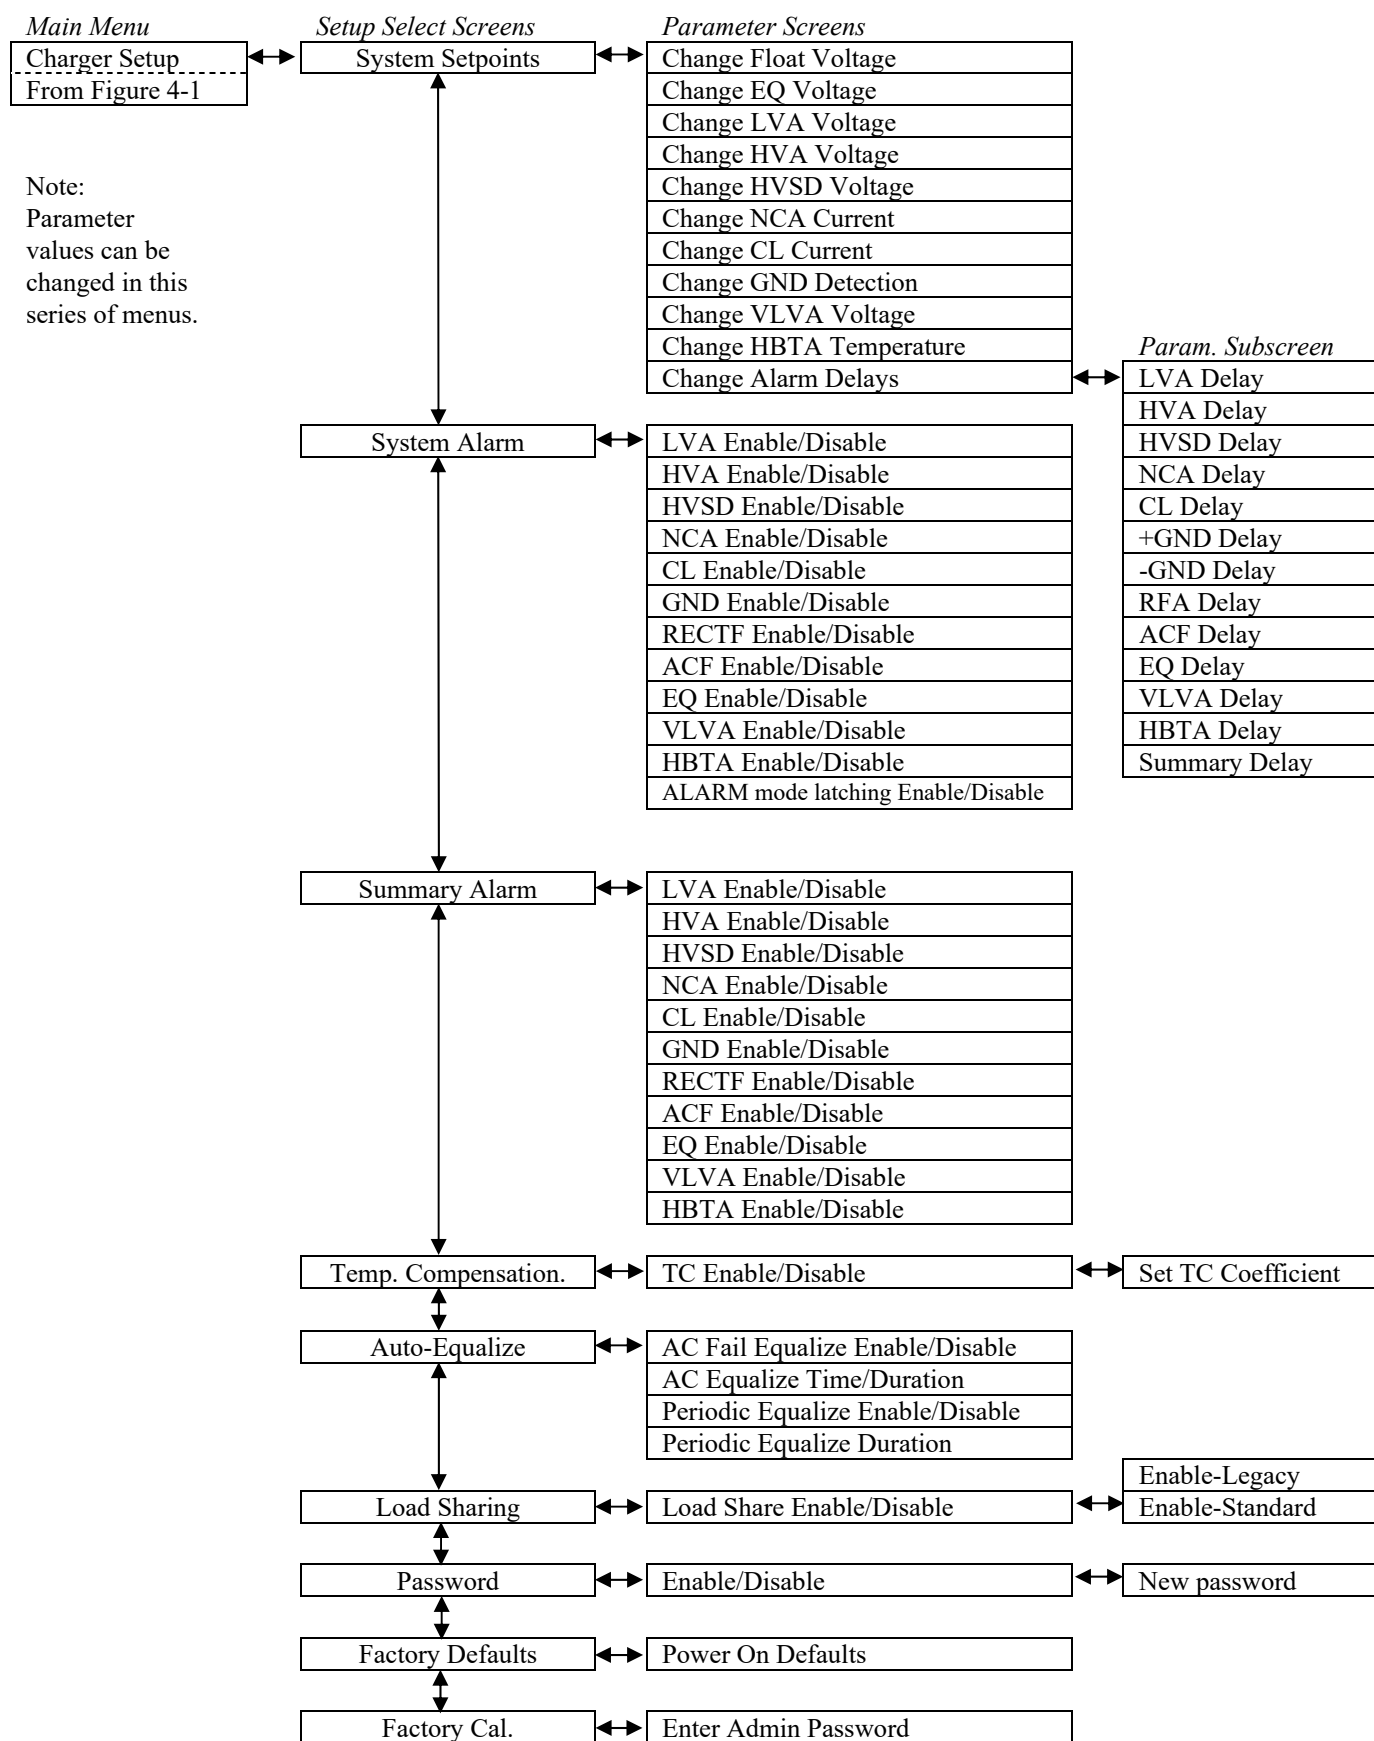 Main Menu
Setup Select Screens
Parameter Screens
Charger Setup
From Figure 4-1
Note:
Parameter
values can be
changed in this
series of menus.
System Setpoints
Change Float Voltage
Change EQ Voltage
Change LVA Voltage
Change HVA Voltage
Change HVSD Voltage
Change NCA Current
Change CL Current
Change GND Detection
Change VLVA Voltage
Change HBTA Temperature
Change Alarm Delays
Param. Subscreen
LVA Delay
HVA Delay
HVSD Delay
NCA Delay
CL Delay
+GND Delay
-GND Delay
RFA Delay
ACF Delay
EQ Delay
VLVA Delay
HBTA Delay
Summary Delay
System Alarm
LVA Enable/Disable
HVA Enable/Disable
HVSD Enable/Disable
NCA Enable/Disable
CL Enable/Disable
GND Enable/Disable
RECTF Enable/Disable
ACF Enable/Disable
EQ Enable/Disable
VLVA Enable/Disable
HBTA Enable/Disable
ALARM mode latching Enable/Disable
Summary Alarm
LVA Enable/Disable
HVA Enable/Disable
HVSD Enable/Disable
NCA Enable/Disable
CL Enable/Disable
GND Enable/Disable
RECTF Enable/Disable
ACF Enable/Disable
EQ Enable/Disable
VLVA Enable/Disable
HBTA Enable/Disable
Temp. Compensation.
TC Enable/Disable
Set TC Coefficient
Auto-Equalize
AC Fail Equalize Enable/Disable
AC Equalize Time/Duration
Periodic Equalize Enable/Disable
Periodic Equalize Duration
Load Sharing
Load Share Enable/Disable
Enable-Legacy
Enable-Standard
Password
Enable/Disable
New password
Factory Defaults
Power On Defaults
Factory Cal.
Enter Admin Password